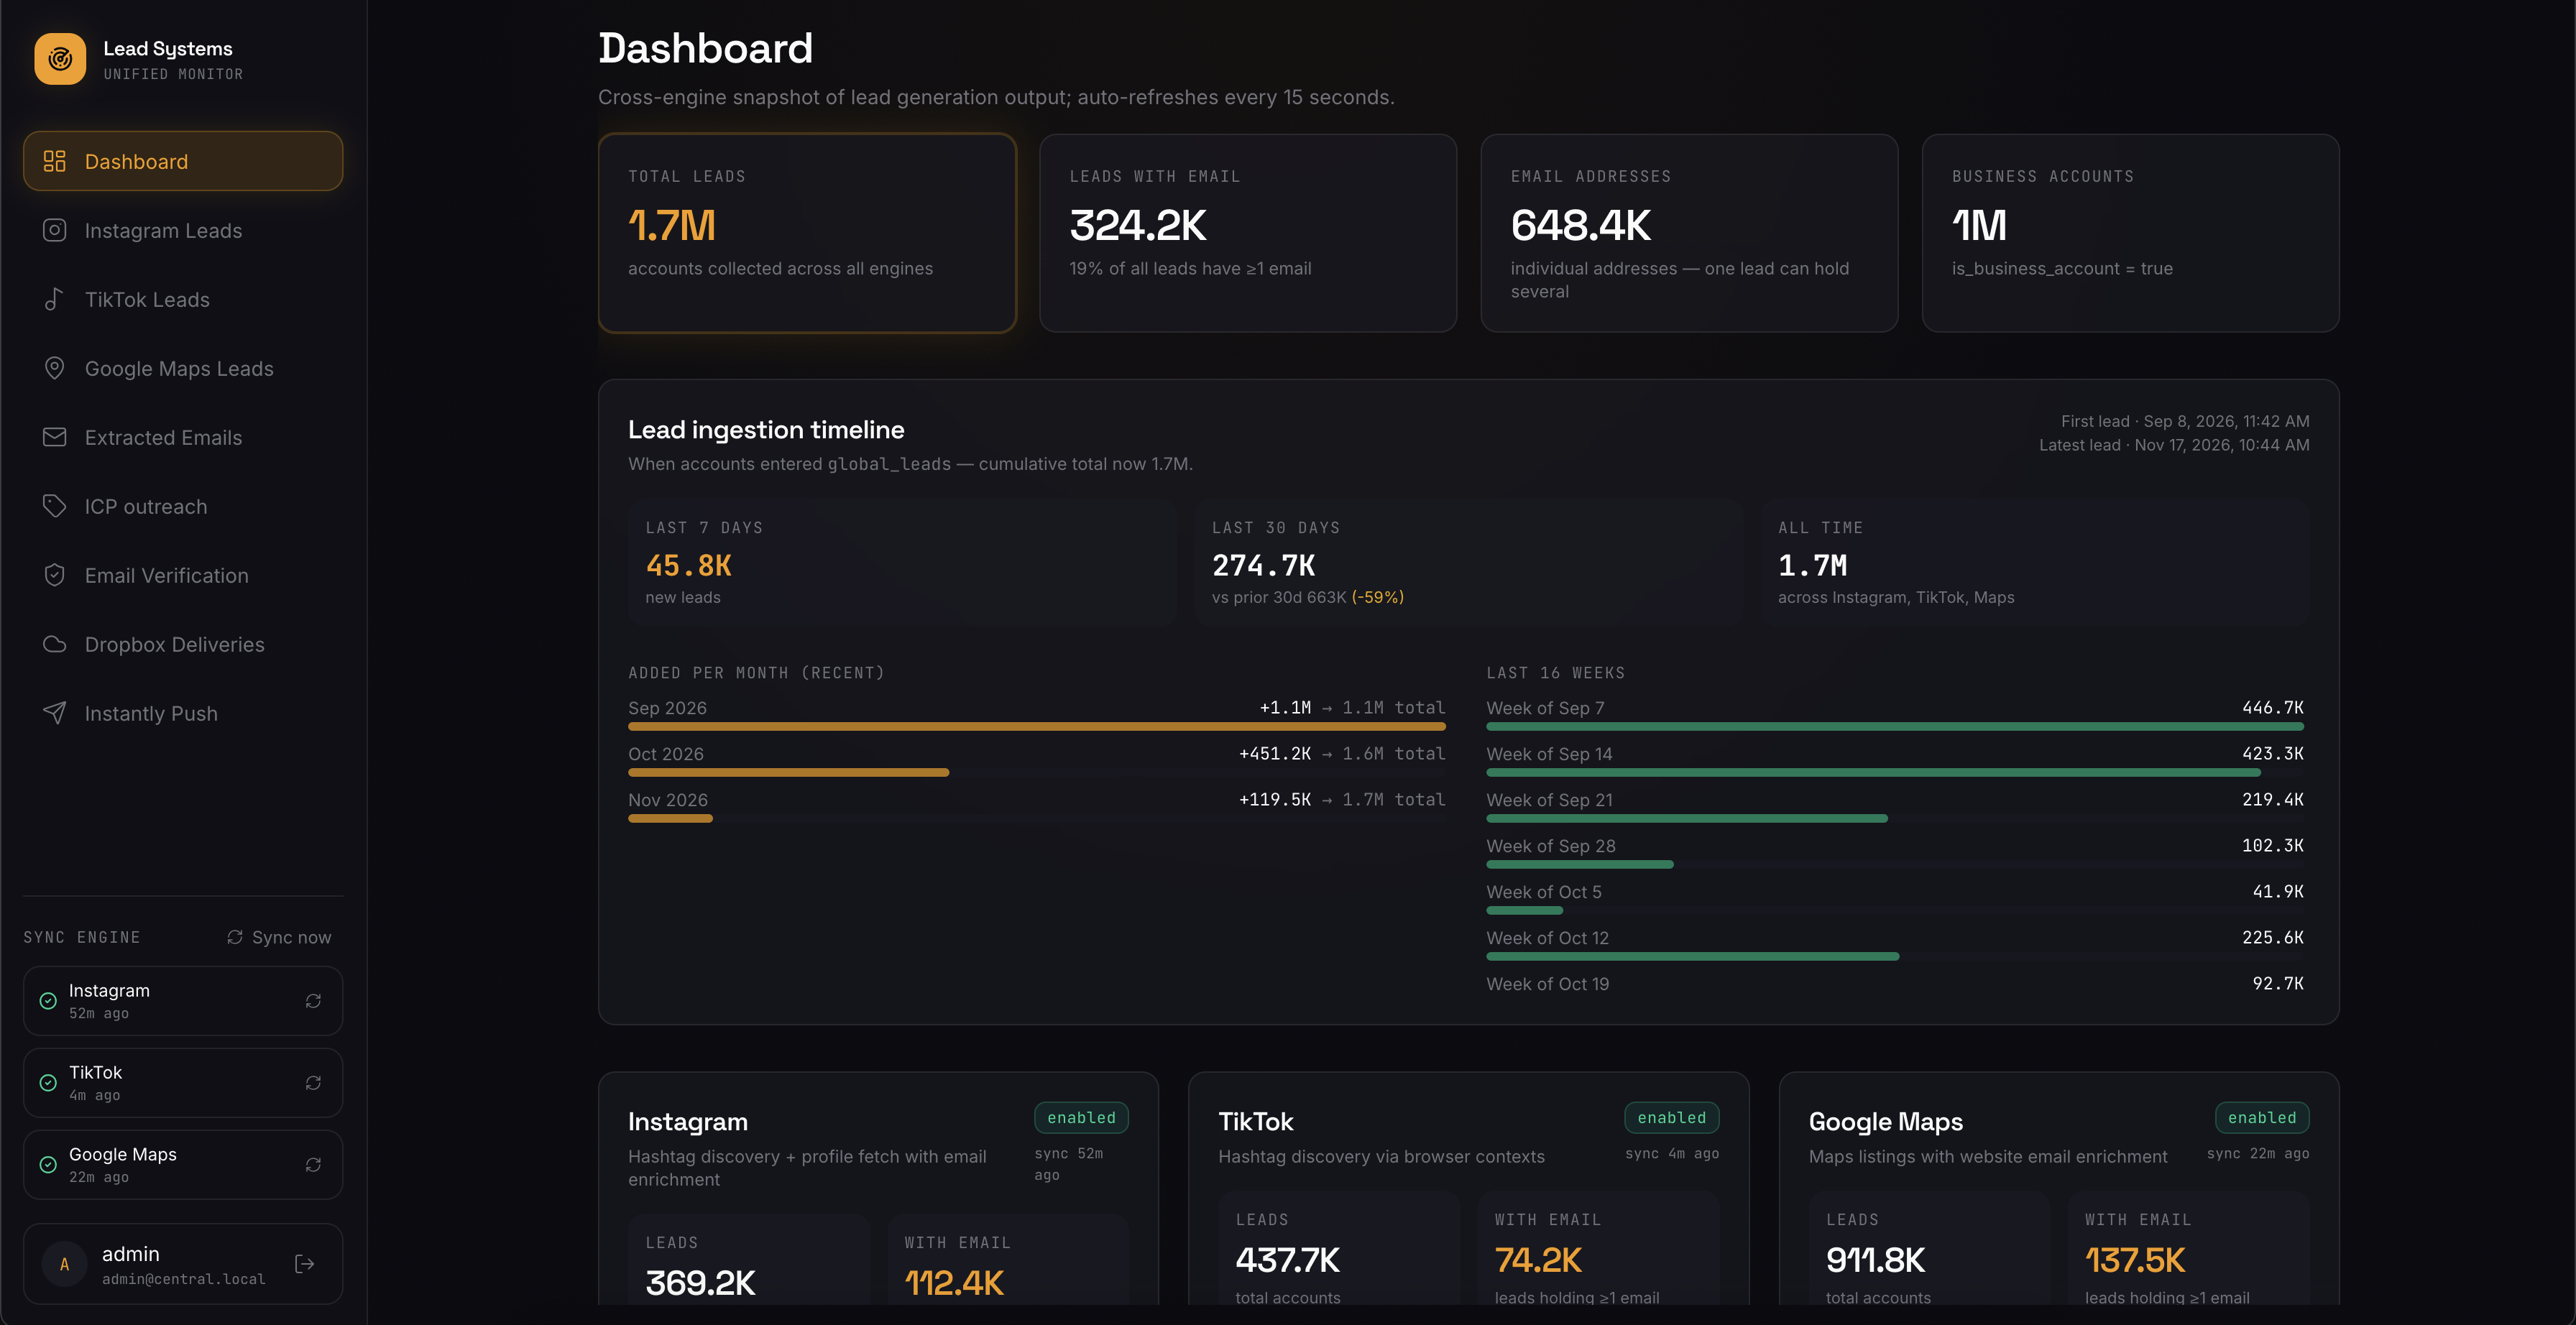 Lead Systems
UNIFIED MONITOR
Dashboard
Instagram Leads
TikTok Leads
Google Maps Leads
Extracted Emails
ICP outreach
Email Verification
Dropbox Deliveries
Instantly Push
SYNC ENGINE
Sync now
Instagram
52m ago
TikTok
4m ago
Google Maps
22m ago
A
admin
admin@central.local
Dashboard
Cross-engine snapshot of lead generation output; auto-refreshes every 15 seconds.
TOTAL LEADS
1.7M
accounts collected across all engines
LEADS WITH EMAIL
324.2K
19% of all leads have ≥1 email
EMAIL ADDRESSES
648.4K
individual addresses — one lead can hold
several
BUSINESS ACCOUNTS
1M
is_business_account = true
Lead ingestion timeline
When accounts entered global_leads — cumulative total now 1.7M.
First lead · Sep 8, 2026, 11:42 AM
Latest lead · Nov 17, 2026, 10:44 AM
LAST 7 DAYS
45.8K
new leads
LAST 30 DAYS
274.7K
vs prior 30d 663K (-59%)
ALL TIME
1.7M
across Instagram, TikTok, Maps
ADDED PER MONTH (RECENT)
Sep 2026 +1.1M → 1.1M total
Oct 2026 +451.2K → 1.6M total
Nov 2026 +119.5K → 1.7M total
LAST 16 WEEKS
Week of Sep 7 446.7K
Week of Sep 14 423.3K
Week of Sep 21 219.4K
Week of Sep 28 102.3K
Week of Oct 5 41.9K
Week of Oct 12 225.6K
Week of Oct 19 92.7K
Instagram
enabled
Hashtag discovery + profile fetch with email
enrichment
sync 52m
ago
LEADS
369.2K
WITH EMAIL
112.4K
TikTok
enabled
Hashtag discovery via browser contexts
sync 4m ago
LEADS
437.7K
total accounts
WITH EMAIL
74.2K
leads holding ≥1 email
Google Maps
enabled
Maps listings with website email enrichment
sync 22m ago
LEADS
911.8K
total accounts
WITH EMAIL
137.5K
leads holding ≥1 email